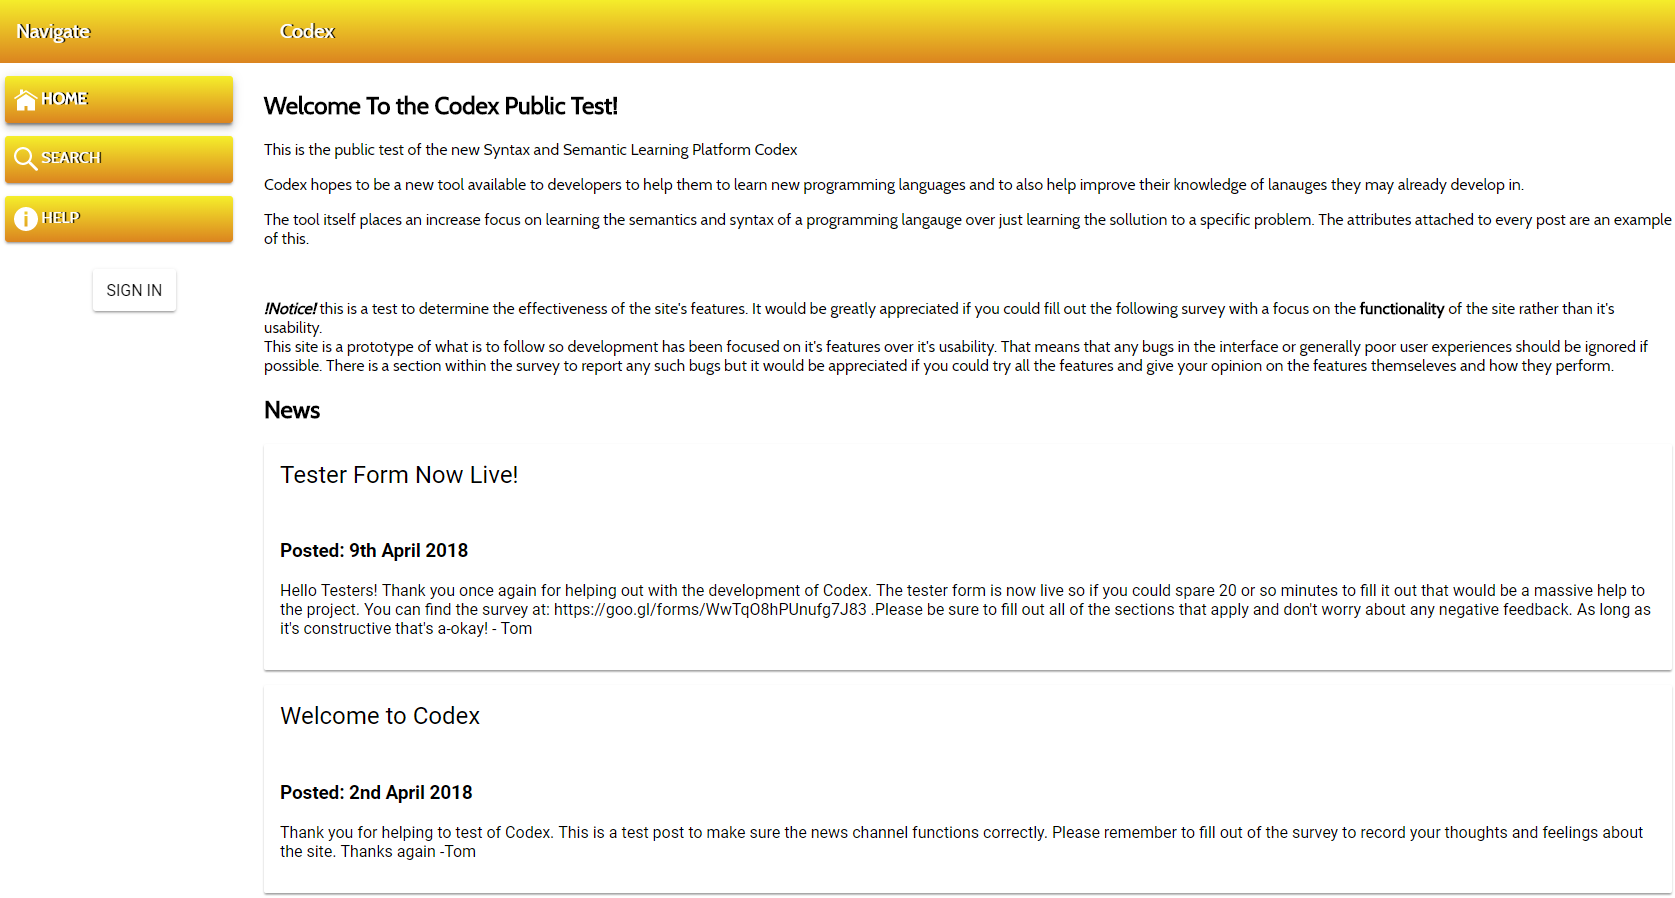 Navigate
Codex
HOME
SEARCH
HELP
SIGN IN
Welcome To the Codex Public Test!
This is the public test of the new Syntax and Semantic Learning Platform Codex
Codex hopes to be a new tool available to developers to help them to learn new programming languages and to also help improve their knowledge of lanauges they may already develop in.
The tool itself places an increase focus on learning the semantics and syntax of a programming langauge over just learning the sollution to a specific problem. The attributes attached to every post are an example
of this.
!Notice! this is a test to determine the effectiveness of the site's features. It would be greatly appreciated if you could fill out the following survey with a focus on the functionality of the site rather than it's
usability.
This site is a prototype of what is to follow so development has been focused on it's features over it's usability. That means that any bugs in the interface or generally poor user experiences should be ignored if
possible. There is a section within the survey to report any such bugs but it would be appreciated if you could try all the features and give your opinion on the features themseleves and how they perform.
News
Tester Form Now Live!
Posted: 9th April 2018
Hello Testers! Thank you once again for helping out with the development of Codex. The tester form is now live so if you could spare 20 or so minutes to fill it out that would be a massive help to
the project. You can find the survey at: https://goo.gl/forms/WwTqO8hPUnufg7J83 .Please be sure to fill out all of the sections that apply and don't worry about any negative feedback. As long as
it's constructive that's a-okay! - Tom
Welcome to Codex
Posted: 2nd April 2018
Thank you for helping to test of Codex. This is a test post to make sure the news channel functions correctly. Please remember to fill out of the survey to record your thoughts and feelings about
the site. Thanks again -Tom